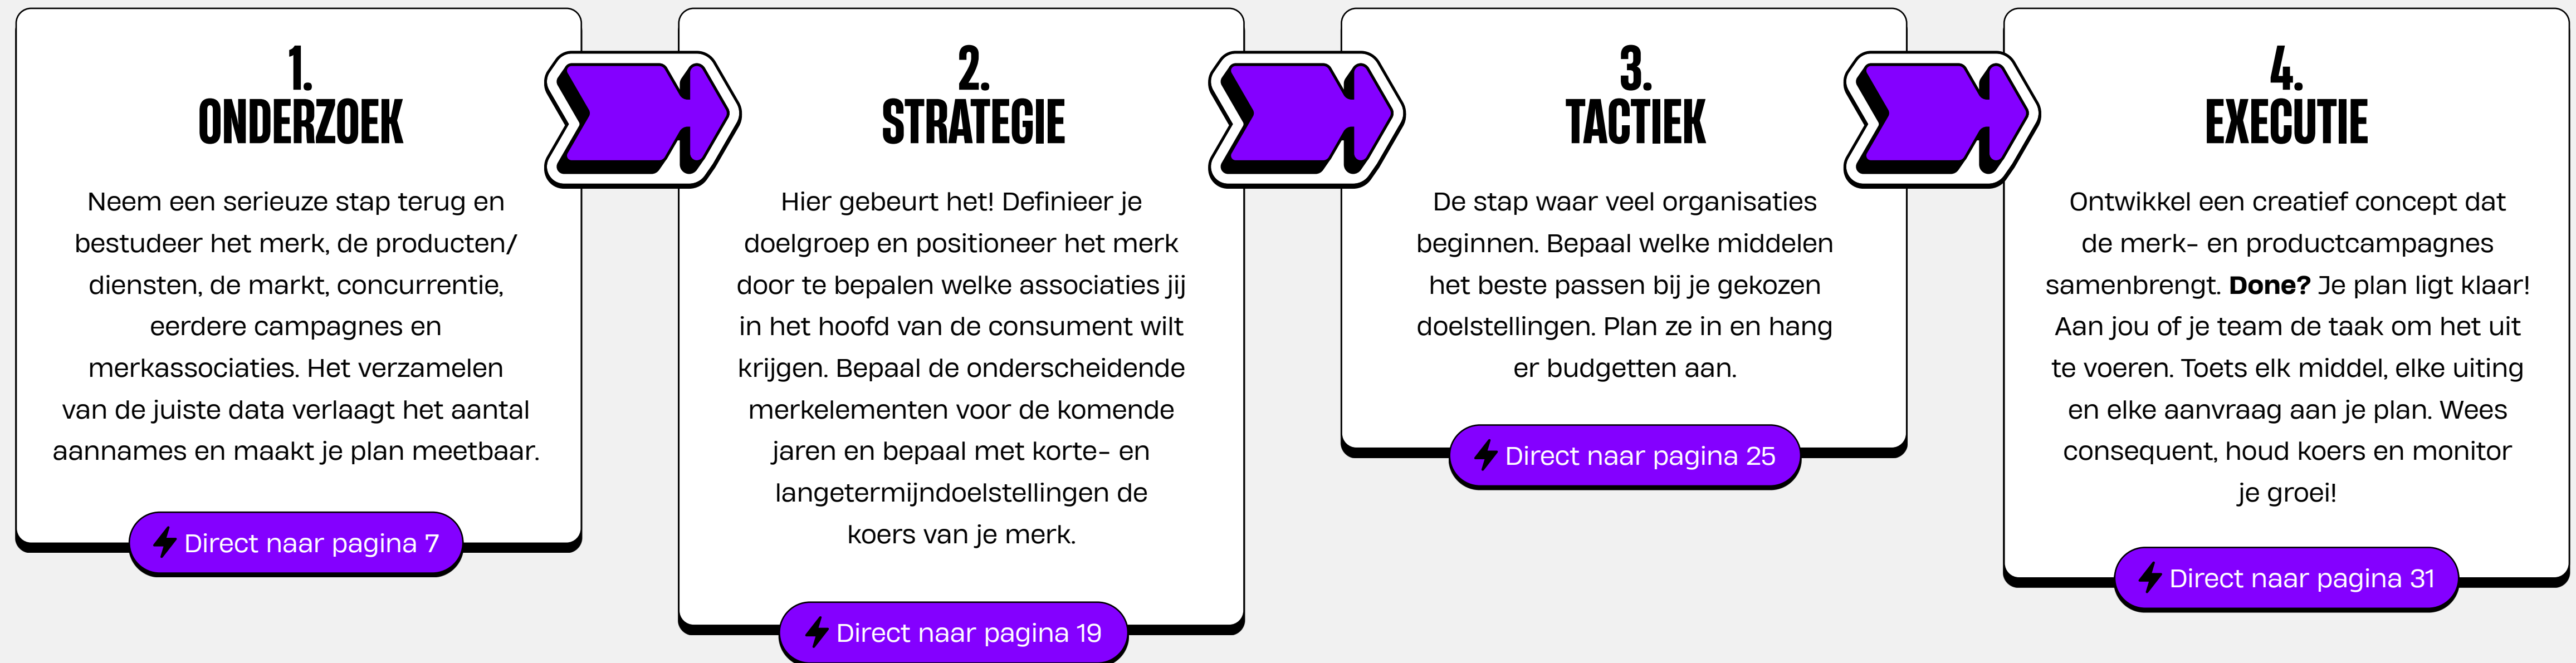 1.
ONDERZOEK
Neem een serieuze stap terug en
bestudeer het merk, de producten/
diensten, de markt, concurrentie,
eerdere campagnes en
merkassociaties. Het verzamelen
van de juiste data verlaagt het aantal
aannames en maakt je plan meetbaar.
Direct naar pagina 7
2.
STRATEGIE
Hier gebeurt het! Definieer je
doelgroep en positioneer het merk
door te bepalen welke associaties jij
in het hoofd van de consument wilt
krijgen. Bepaal de onderscheidende
merkelementen voor de komende
jaren en bepaal met korte- en
langetermijndoelstellingen de
koers van je merk.
Direct naar pagina 19
3.
TACTIEK
De stap waar veel organisaties
beginnen. Bepaal welke middelen
het beste passen bij je gekozen
doelstellingen. Plan ze in en hang
er budgetten aan.
Direct naar pagina 25
4.
EXECUTIE
Ontwikkel een creatief concept dat
de merk- en productcampagnes
samenbrengt. Done? Je plan ligt klaar!
Aan jou of je team de taak om het uit
te voeren. Toets elk middel, elke uiting
en elke aanvraag aan je plan. Wees
consequent, houd koers en monitor
je groei!
Direct naar pagina 31